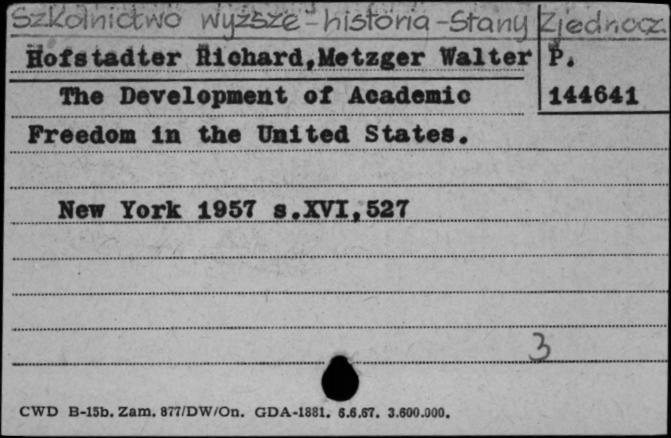 Szkolnictwo wyższe - historia - Stany Zjednocz.
Hofstadter Richard,Metzger Walter P.
The Development of Academic 144641
Freedom in the United States.
New York 1957 s.XVI,527
3
CWD B-15b. Zam. 877/DW/On. GDA-1881. 6.6.67. 3.600.000.